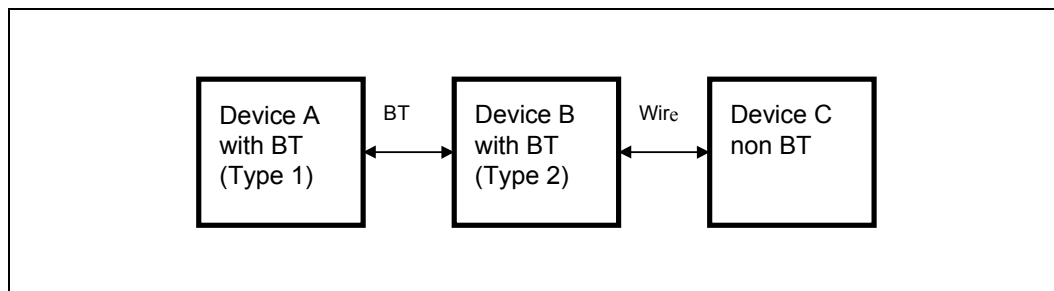 Device A
with BT
(Type 1)
BT
Device B
with BT
(Type 2)
Wire
Device C
non BT